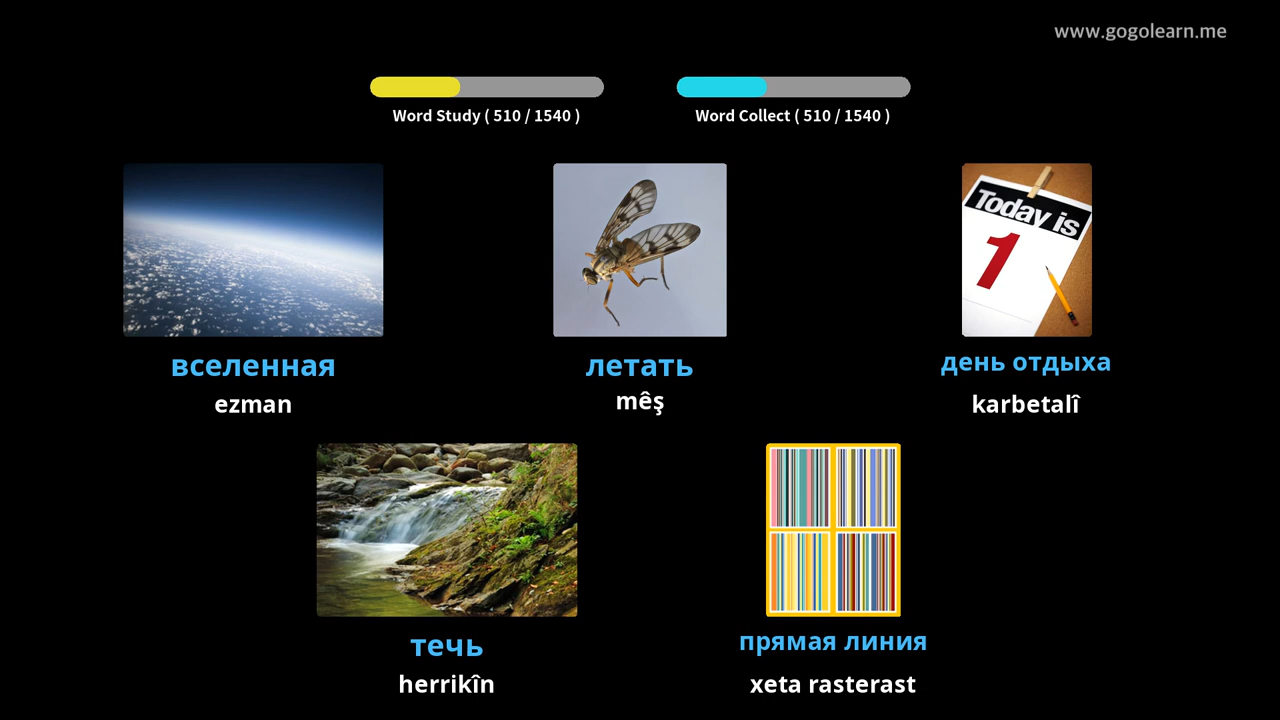 www.gogolearn.me
Word Study ( 510 / 1540 )
Word Collect ( 510 / 1540 )
Today is
1
вселенная
ezman
летать
mêş
день отдыха
karbetalî
течь
herrikîn
прямая линия
xeta rasterast